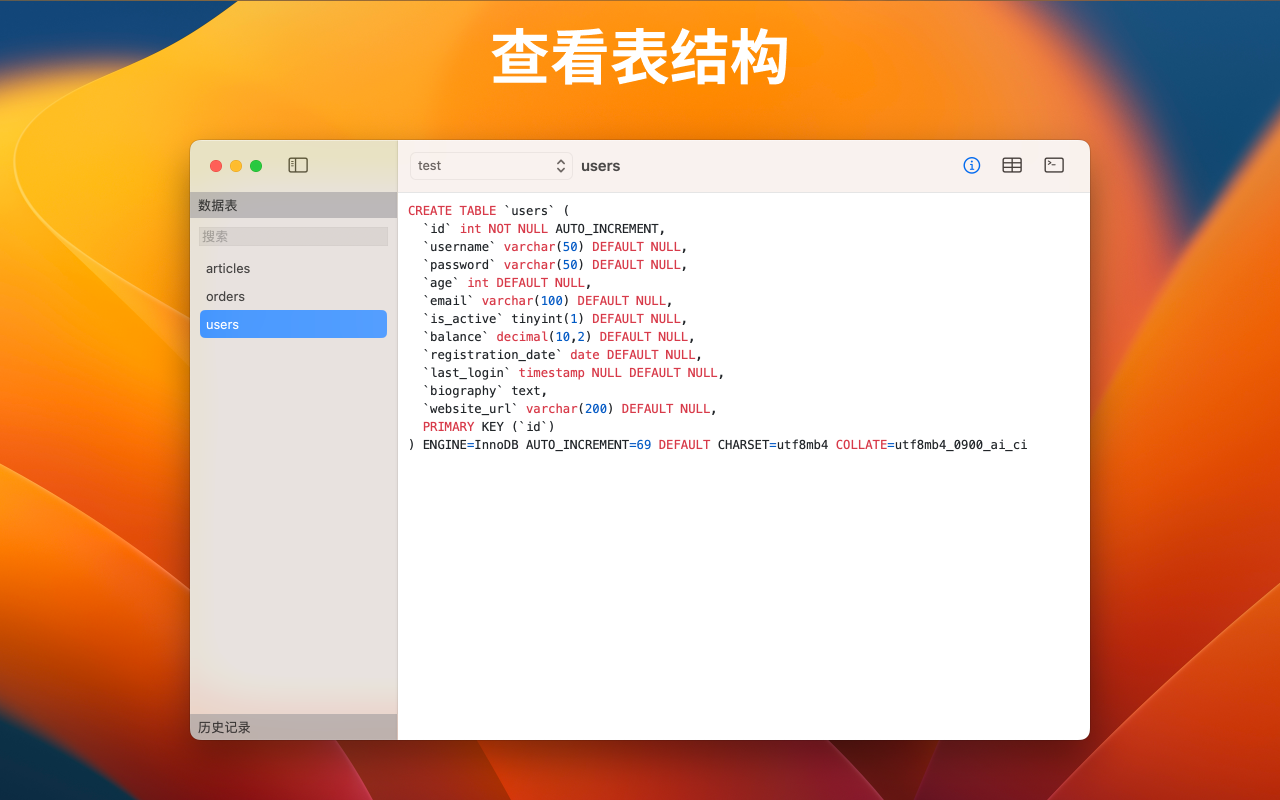 查看表结构
test
users
数据表
搜索
articles
orders
users
历史记录
CREATE TABLE `users` (
  `id` int NOT NULL AUTO_INCREMENT,
  `username` varchar(50) DEFAULT NULL,
  `password` varchar(50) DEFAULT NULL,
  `age` int DEFAULT NULL,
  `email` varchar(100) DEFAULT NULL,
  `is_active` tinyint(1) DEFAULT NULL,
  `balance` decimal(10,2) DEFAULT NULL,
  `registration_date` date DEFAULT NULL,
  `last_login` timestamp NULL DEFAULT NULL,
  `biography` text,
  `website_url` varchar(200) DEFAULT NULL,
  PRIMARY KEY (`id`)
) ENGINE=InnoDB AUTO_INCREMENT=69 DEFAULT CHARSET=utf8mb4 COLLATE=utf8mb4_0900_ai_ci